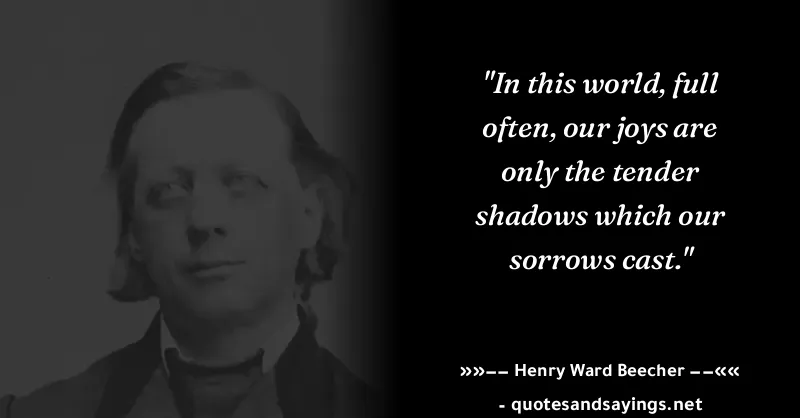 "In this world, full
often, our joys are
only the tender
shadows which our
sorrows cast."
»»–– Henry Ward Beecher ––««
- quotesandsayings.net